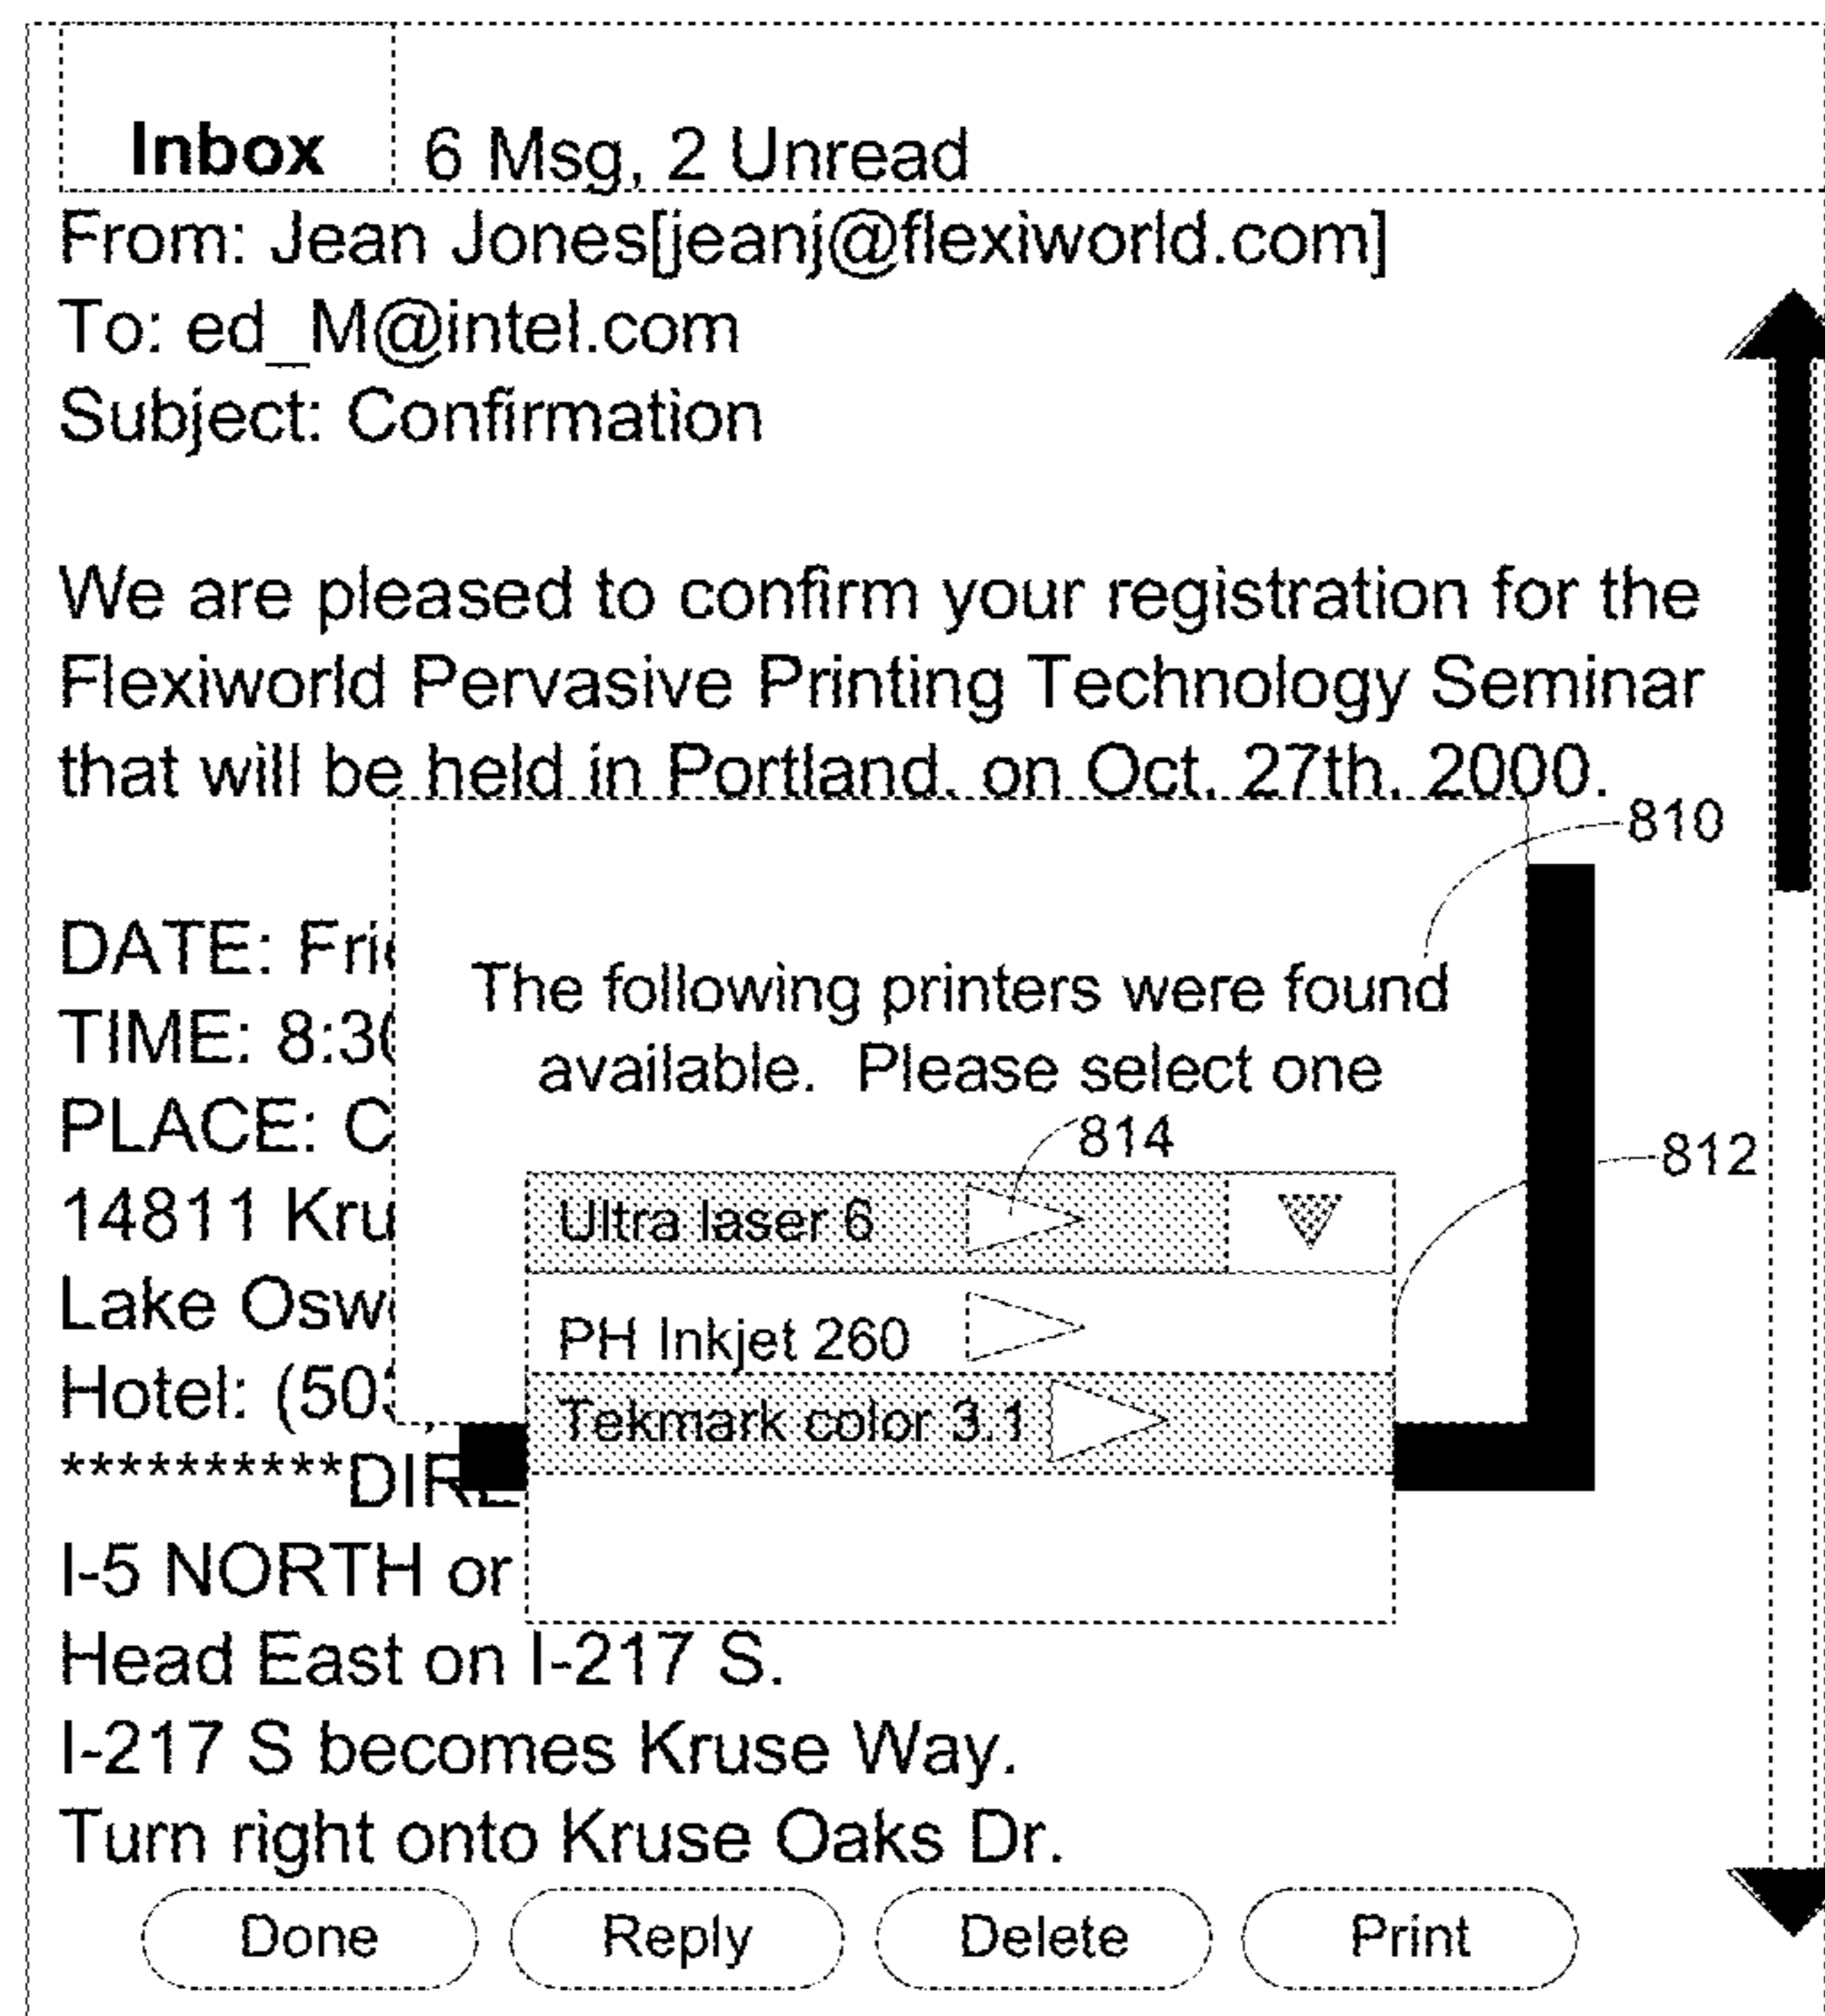 Inbox 6 Msg, 2 Unread
From: Jean Jones[jeanj@flexiworld.com]
To: ed_M@intel.com
Subject: Confirmation
We are pleased to confirm your registration for the
Flexiworld Pervasive Printing Technology Seminar
that will be held in Portland, on Oct. 27th, 2000.
810
DATE: Fri
The following printers were found
TIME: 8:3
available.  Please select one
PLACE: C
814
812
14811 Kru
Ultra laser 6
Lake Osw
PH Inkjet 260
Hotel: (50
Tekmark color 3.1
**********DIRE
I-5 NORTH or
Head East on I-217 S.
I-217 S becomes Kruse Way.
Turn right onto Kruse Oaks Dr.
Done Reply Delete Print